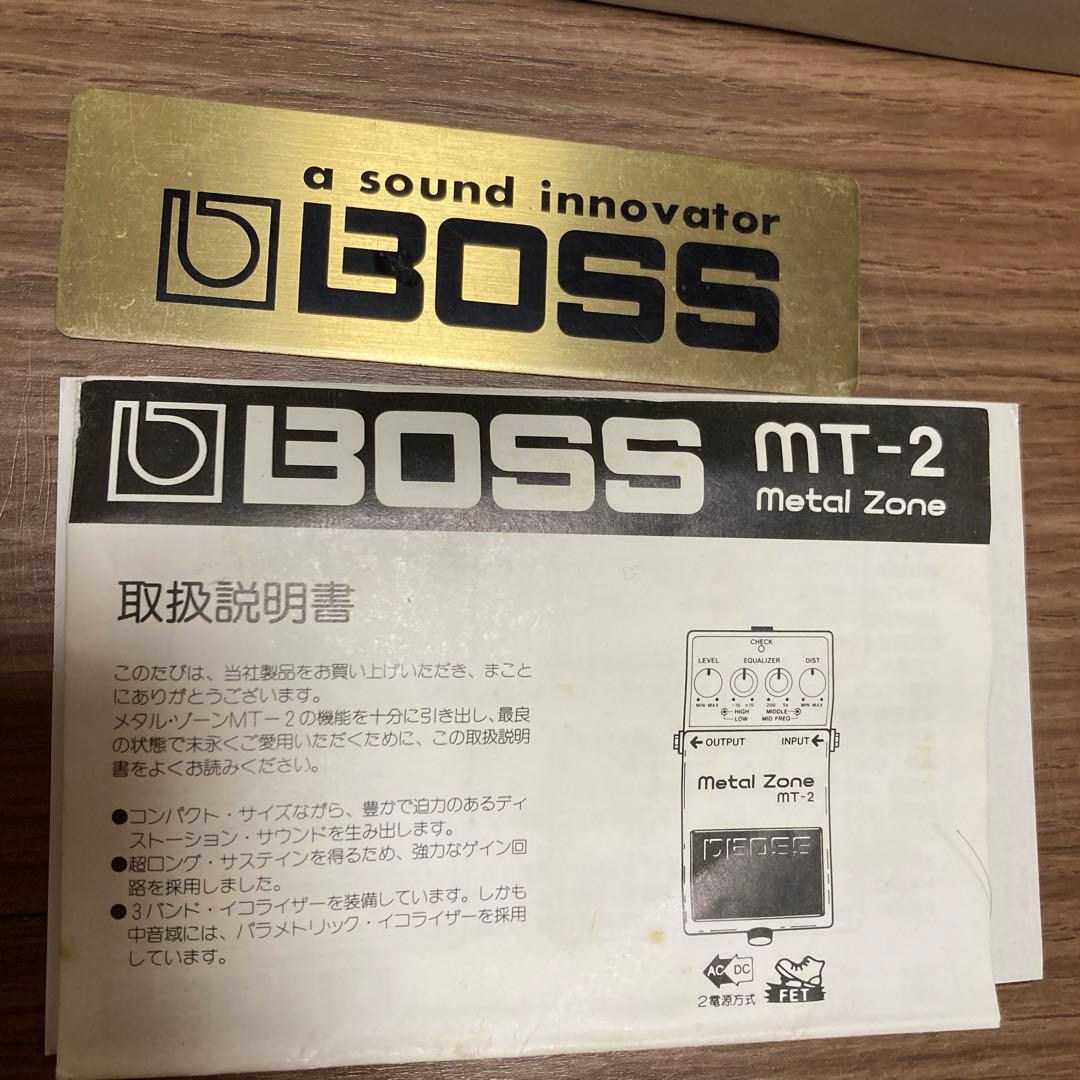 a sound innovator
BOSS
BOSS
MT-2
Metal Zone
取扱説明書
このたびは、当社製品をお買い上げいただき、まこと
にありがとうございます。
メタル・ゾーンMT−2の機能を十分に引き出し、最良
の状態で末永くご愛用いただくために、この取扱説明
書をよくお読みください。
●コンパクト・サイズながら、豊かで迫力のあるディ
ストーション・サウンドを生み出します。
●超ロング・サステインを得るため、強力なゲイン回
路を採用しました。
●3バンド・イコライザーを装備しています。しかも
中音域には、パラメトリック・イコライザーを採用
しています。
CHECK
LEVEL EQUALIZER DIST
MIN MAX -15 +15 200 5k MIN MAX
HIGH MIDDLE
LOW MID FREQ
OUTPUT INPUT
Metal Zone
MT-2
BOSS
AC DC
2電源方式
FET